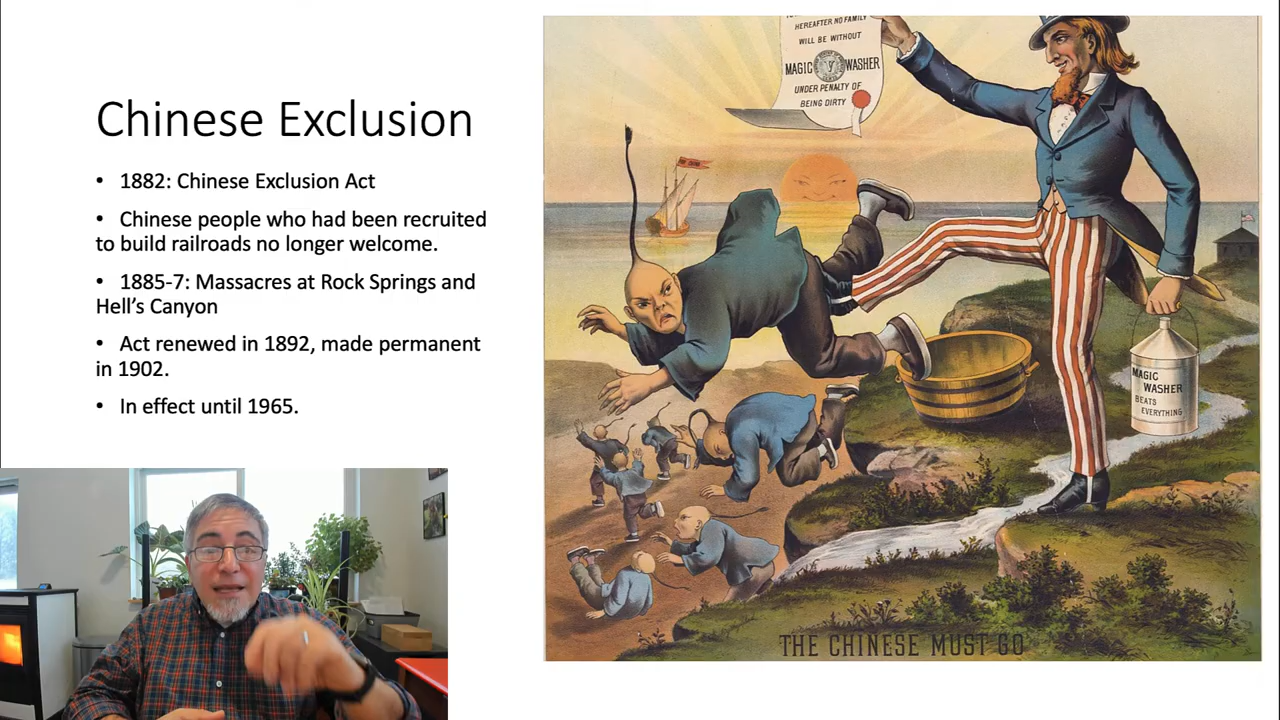 Chinese Exclusion
• 1882: Chinese Exclusion Act
• Chinese people who had been recruited
to build railroads no longer welcome.
• 1885-7: Massacres at Rock Springs and
Hell’s Canyon
• Act renewed in 1892, made permanent
in 1902.
• In effect until 1965.
HEREAFTER NO FAMILY
WILL BE WITHOUT
MAGIC WASHER
UNDER PENALTY OF
BEING DIRTY
MAGIC
WASHER
BEATS
EVERYTHING
THE CHINESE MUST GO